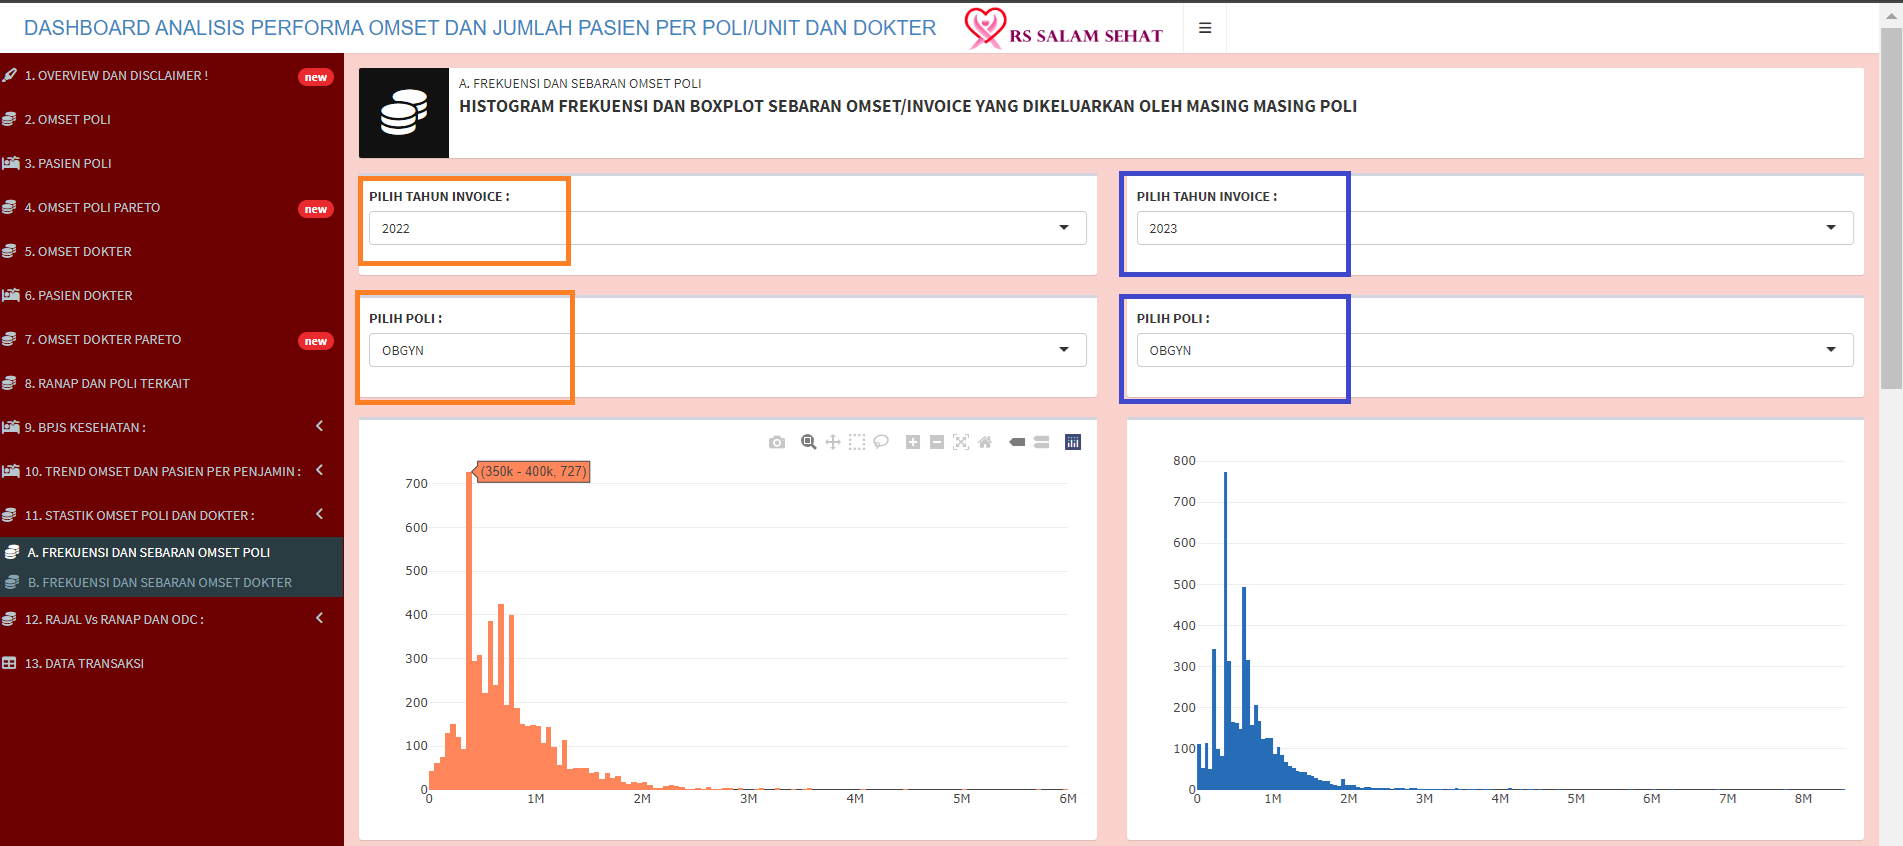 DASHBOARD ANALISIS PERFORMA OMSET DAN JUMLAH PASIEN PER POLI/UNIT DAN DOKTER
RS SALAM SEHAT
1. OVERVIEW DAN DISCLAIMER !
new
2. OMSET POLI
3. PASIEN POLI
4. OMSET POLI PARETO
new
5. OMSET DOKTER
6. PASIEN DOKTER
7. OMSET DOKTER PARETO
new
8. RANAP DAN POLI TERKAIT
9. BPJS KESEHATAN :
10. TREND OMSET DAN PASIEN PER PENJAMIN :
11. STASTIK OMSET POLI DAN DOKTER :
A. FREKUENSI DAN SEBARAN OMSET POLI
B. FREKUENSI DAN SEBARAN OMSET DOKTER
12. RAJAL Vs RANAP DAN ODC :
13. DATA TRANSAKSI
A. FREKUENSI DAN SEBARAN OMSET POLI
HISTOGRAM FREKUENSI DAN BOXPLOT SEBARAN OMSET/INVOICE YANG DIKELUARKAN OLEH MASING MASING POLI
PILIH TAHUN INVOICE :
2022
PILIH POLI :
OBGYN
(350k - 400k, 727)
700
600
500
400
300
200
100
0
0 1M 2M 3M 4M 5M 6M
PILIH TAHUN INVOICE :
2023
PILIH POLI :
OBGYN
800
700
600
500
400
300
200
100
0
0 1M 2M 3M 4M 5M 6M 7M 8M